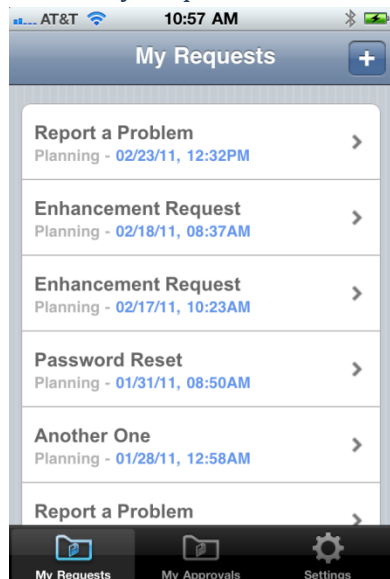 AT&T 10:57 AM
My Requests +
Report a Problem
Planning - 02/23/11, 12:32PM
Enhancement Request
Planning - 02/18/11, 08:37AM
Enhancement Request
Planning - 02/17/11, 10:23AM
Password Reset
Planning - 01/31/11, 08:50AM
Another One
Planning - 01/28/11, 12:58AM
Report a Problem
My Requests My Approvals Settings